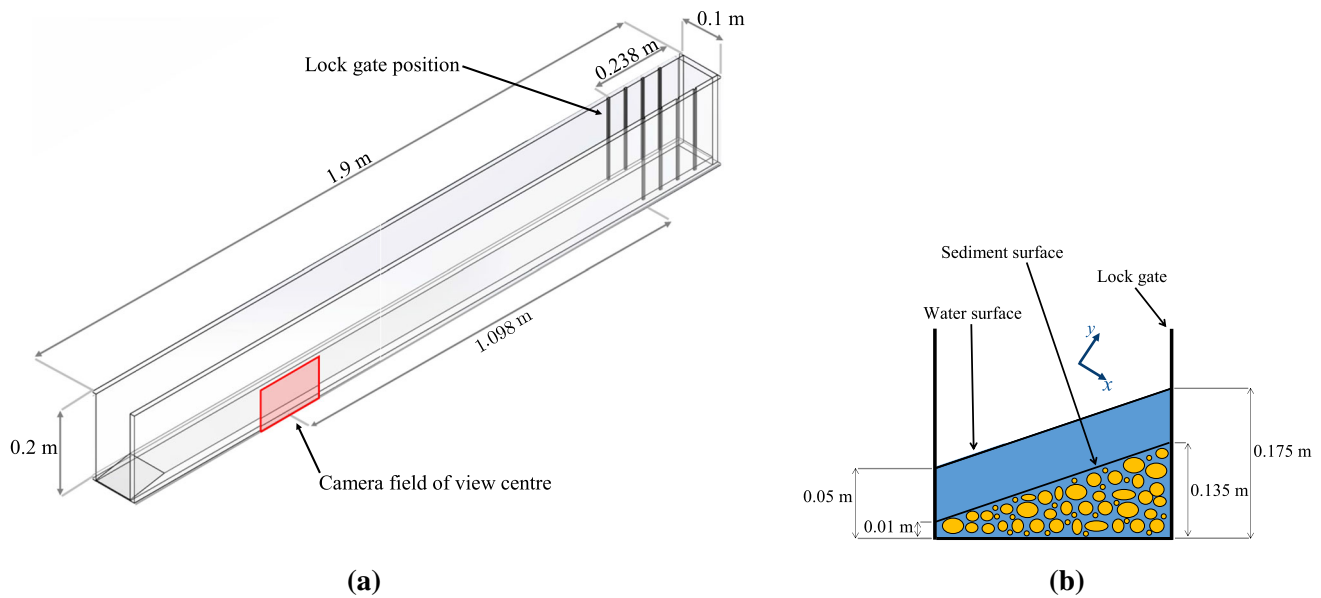 0.1 m
Lock gate position
0.238 m
1.9 m
1.098 m
0.2 m
Camera field of view centre
(a)
Sediment surface
Lock gate
Water surface
y
x
0.175 m
0.05 m
0.135 m
0.01 m
(b)